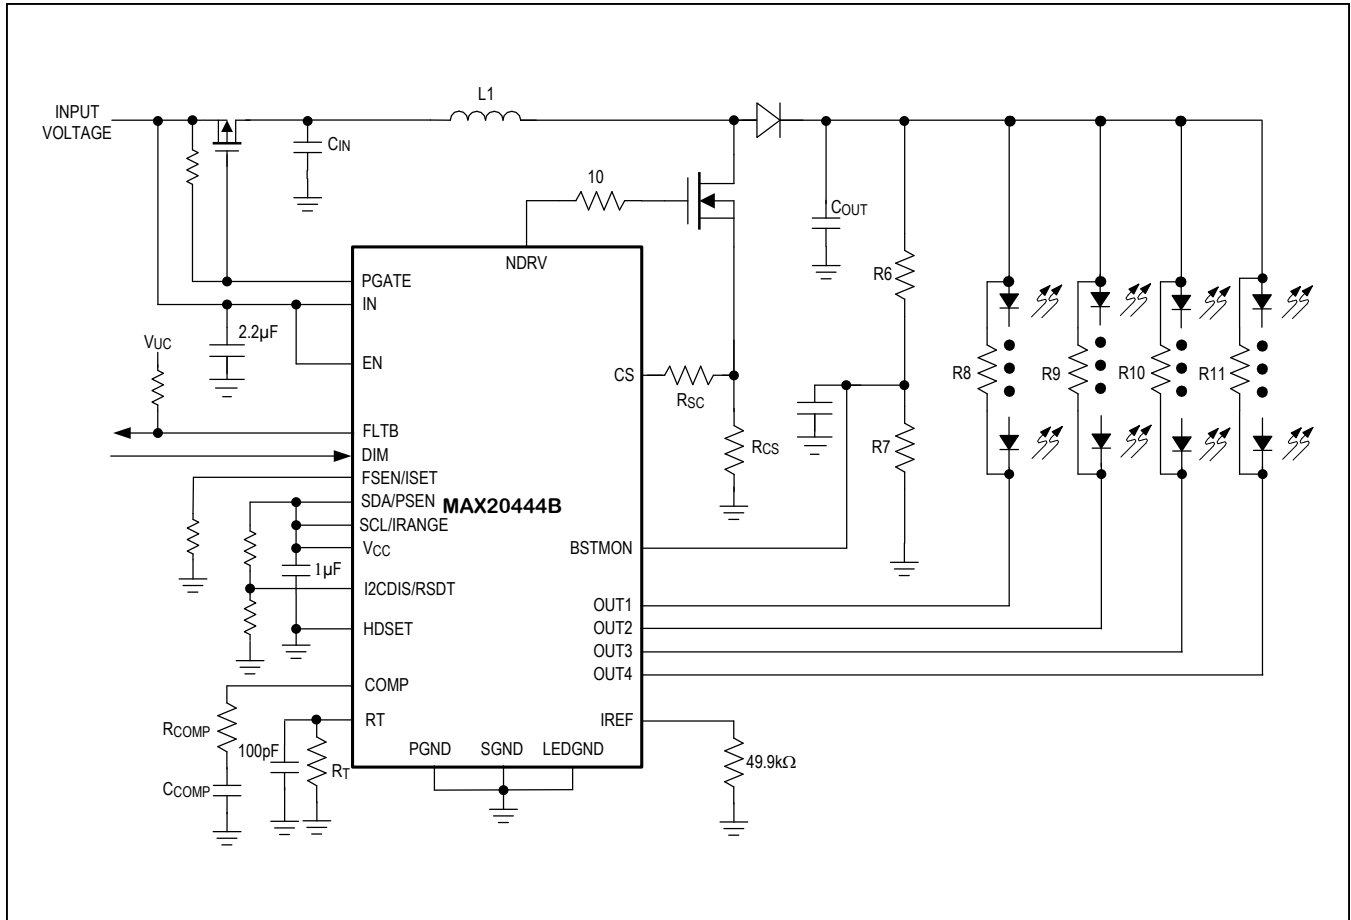 L1
INPUT
VOLTAGE
CIN
10
COUT
NDRV
R6
PGATE
IN
2.2µF
VUC
EN
CS
RSC
R8
R9
R10
R11
FLTB
DIM
RCS
R7
FSEN/ISET
SDA/PSEN
MAX20444B
SCL/IRANGE
VCC
BSTMON
1µF
I2CDIS/RSDT
OUT1
HDSET
OUT2
OUT3
OUT4
COMP
RCOMP
RT
IREF
100pF
RT
PGND
SGND
LEDGND
49.9kΩ
CCOMP